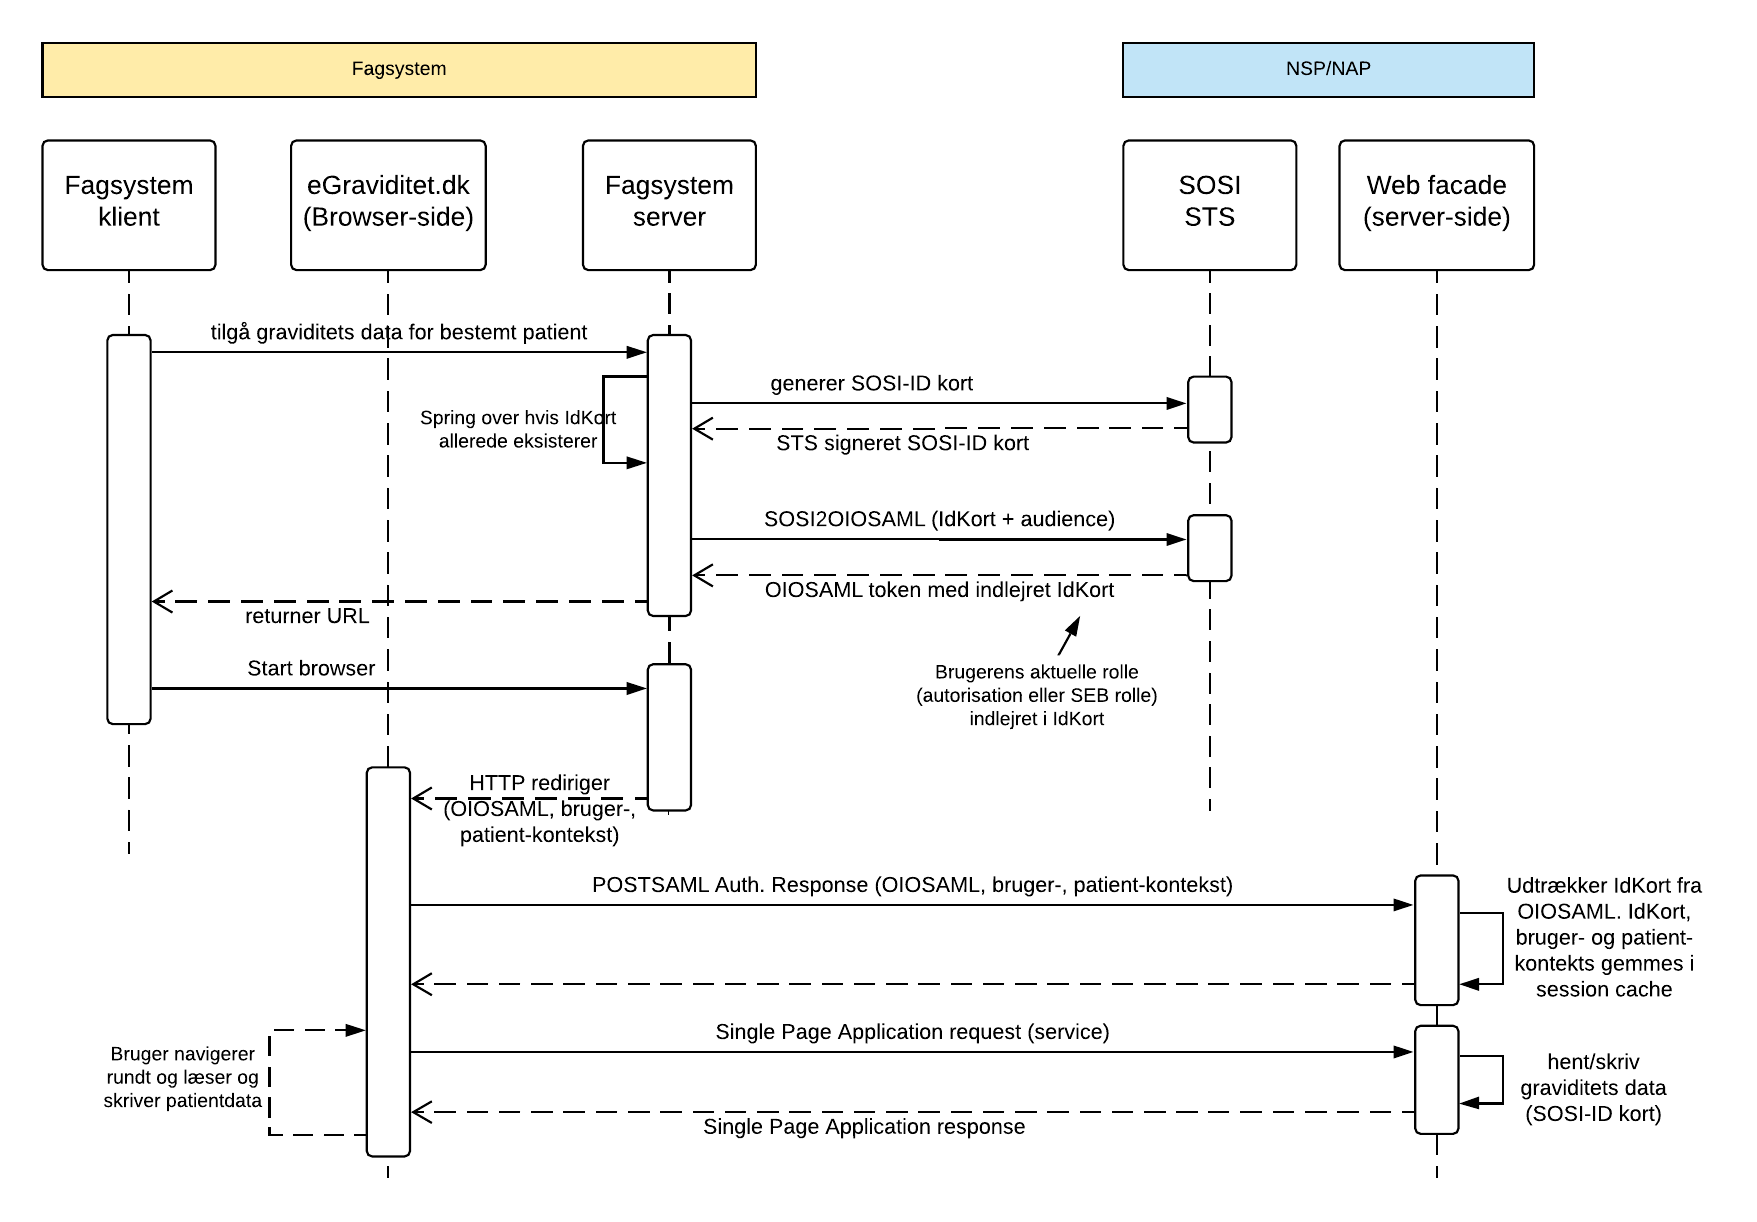 Fagsystem
NSP/NAP
Fagsystem
klient
eGraviditet.dk
(Browser-side)
Fagsystem
server
SOSI
STS
Web facade
(server-side)
tilgå graviditets data for bestemt patient
generer SOSI-ID kort
Spring over hvis IdKort
allerede eksisterer
STS signeret SOSI-ID kort
SOSI2OIOSAML (IdKort + audience)
OIOSAML token med indlejret IdKort
returner URL
Start browser
Brugerens aktuelle rolle
(autorisation eller SEB rolle)
indlejret i IdKort
HTTP rediriger
(OIOSAML, bruger-,
patient-kontekst)
POSTSAML Auth. Response (OIOSAML, bruger-, patient-kontekst)
Udtrækker IdKort fra
OIOSAML. IdKort,
bruger- og patient-
kontekts gemmes i
session cache
Single Page Application request (service)
Bruger navigerer
rundt og læser og
skriver patientdata
hent/skriv
graviditets data
(SOSI-ID kort)
Single Page Application response